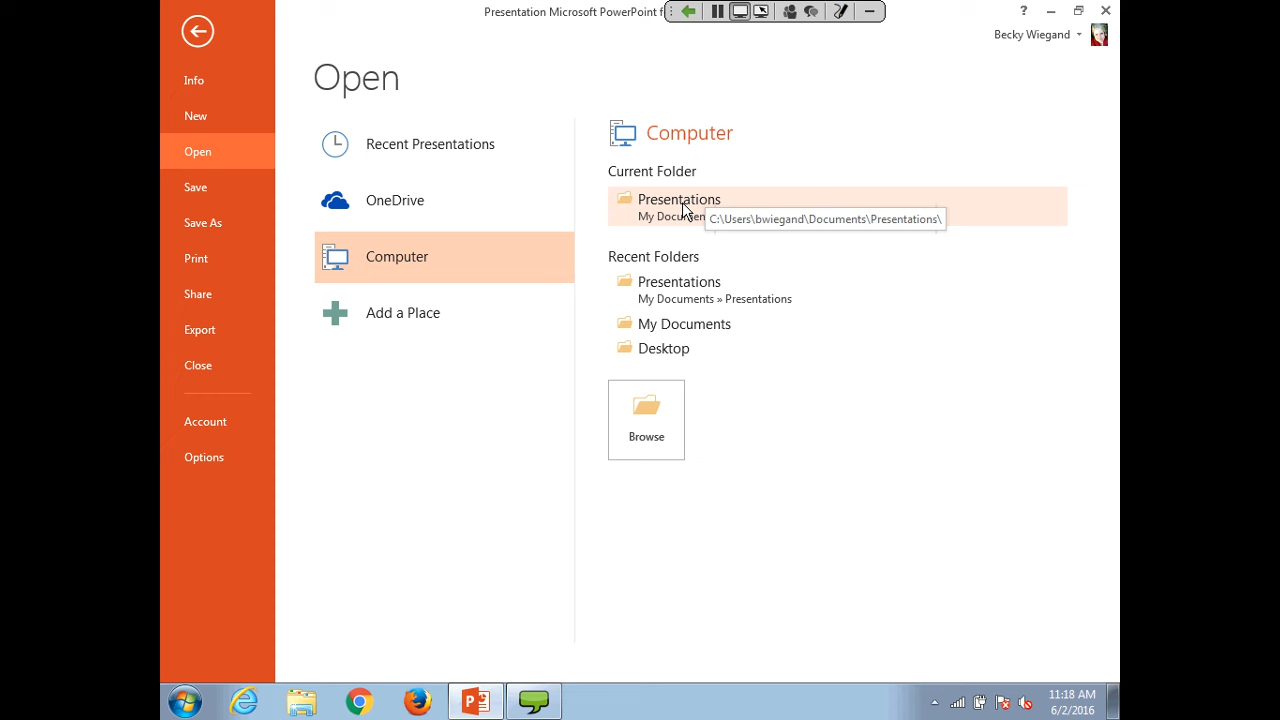 Presentation Microsoft PowerPoint f
?
Becky Wiegand
Info
New
Open
Save
Save As
Print
Share
Export
Close
Account
Options
Open
Recent Presentations
OneDrive
Computer
Add a Place
Computer
Current Folder
Presentations
My Documen
C:\Users\bwiegand\Documents\Presentations\
Recent Folders
Presentations
My Documents » Presentations
My Documents
Desktop
Browse
11:18 AM
6/2/2016